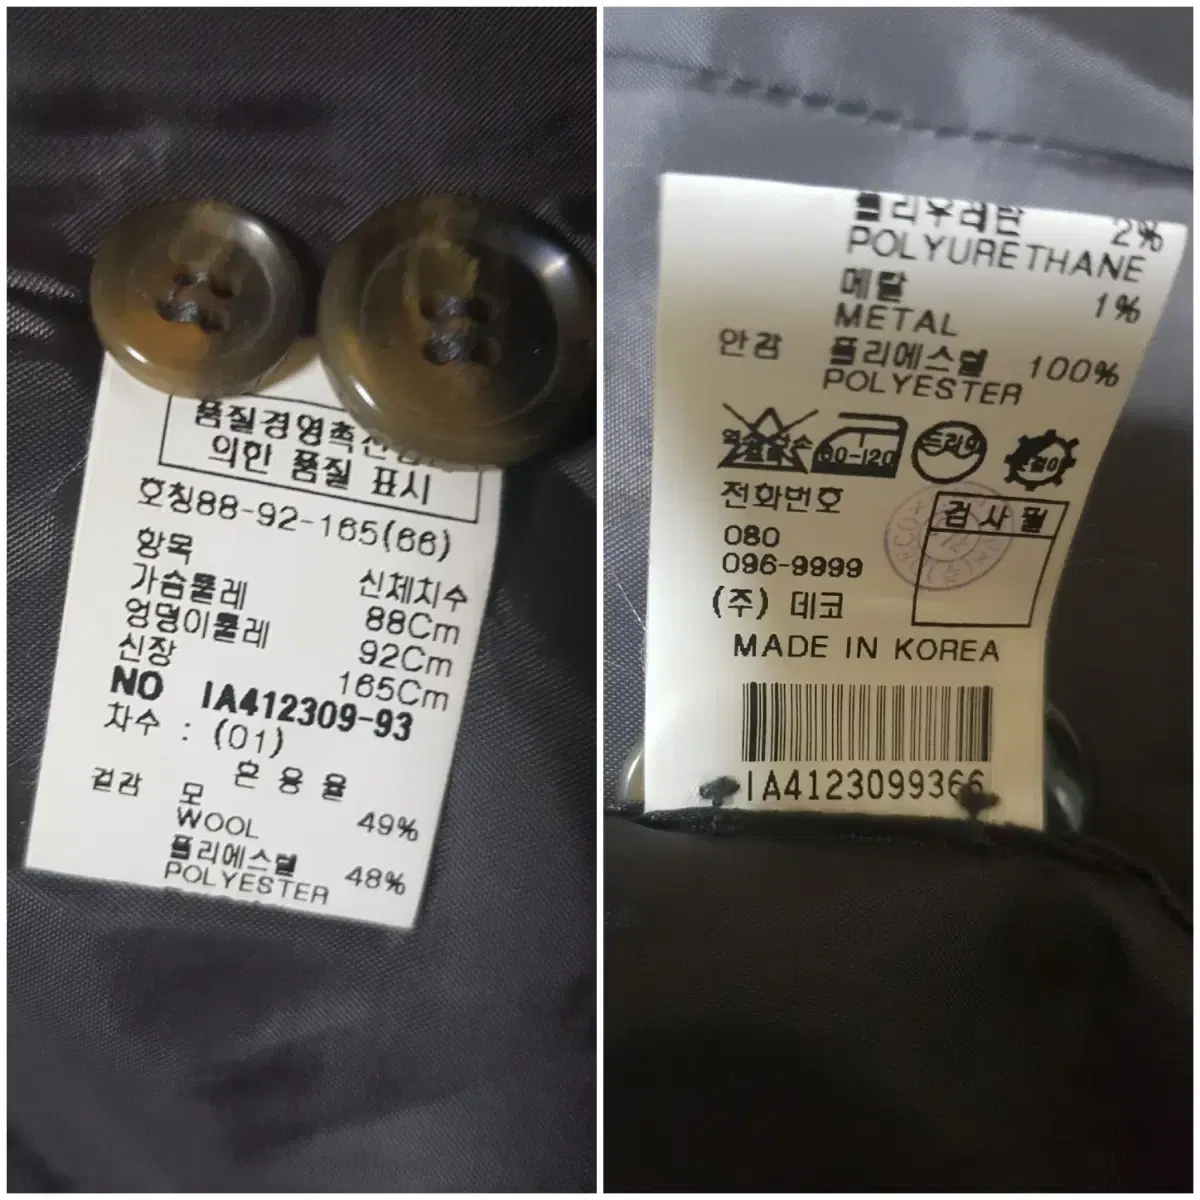 품질경영촉진
의한 품질 표시
호칭88-92-165(66)
항목 신체치수
가슴둘레 88Cm
엉덩이둘레 92Cm
신장 165Cm
NO IA412309-93
차수 : (01)
혼 용 율
겉감 모
WOOL 49%
폴리에스텔
POLYESTER 48%
폴리우레탄 2%
POLYURETHANE
메탈 1%
METAL
안감 폴리에스텔 100%
POLYESTER
80-120 드라이
전화번호
080
096-9999
검사필
(주) 데코
MADE IN KOREA
IA4123099366